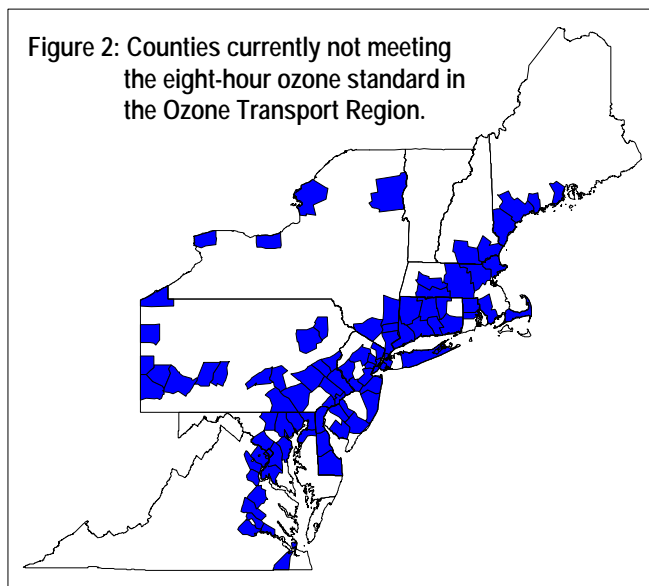 Figure 2: Counties currently not meeting
the eight-hour ozone standard in
the Ozone Transport Region.